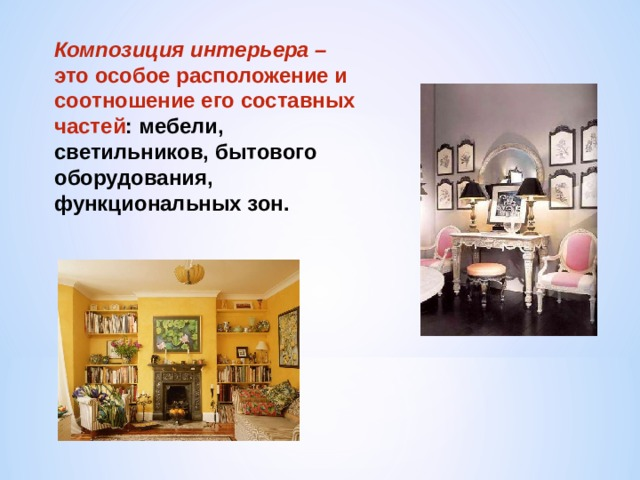 Композиция интерьера –
это особое расположение и
соотношение его составных
частей: мебели,
светильников, бытового
оборудования,
функциональных зон.